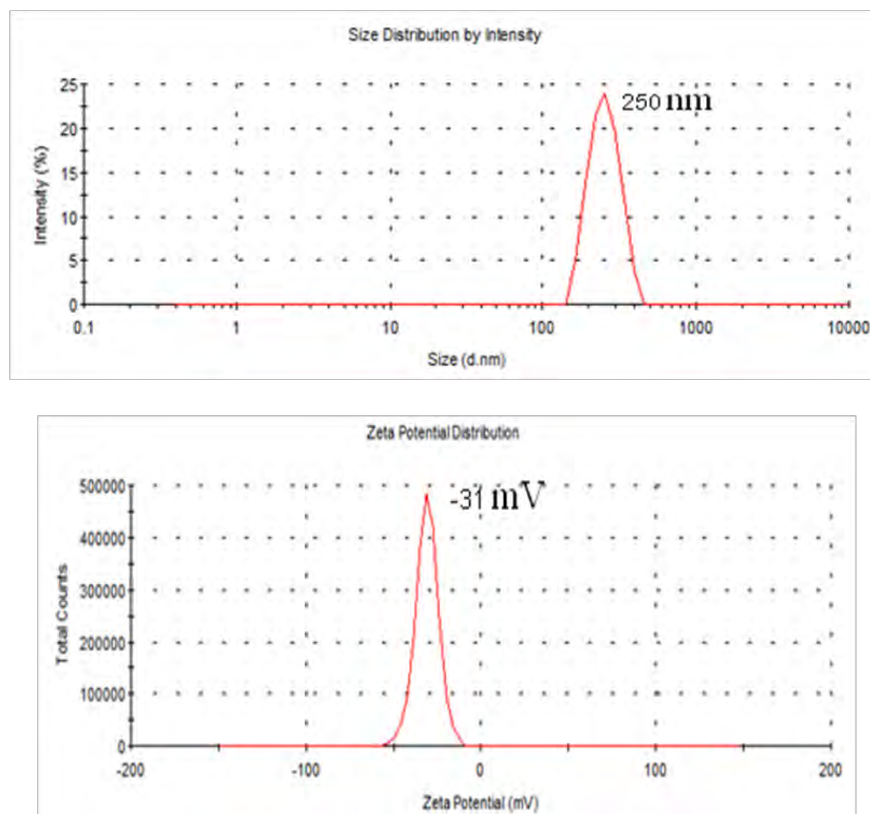 Size Distribution by Intensity
25
20
15
10
5
0
Intensity (%)
250 nm
0.1 1 10 100 1000 10000
Size (d.nm)
Zeta Potential Distribution
500000
400000
300000
200000
100000
0
Total Counts
-31 mV
-200 -100 0 100 200
Zeta Potential (mV)